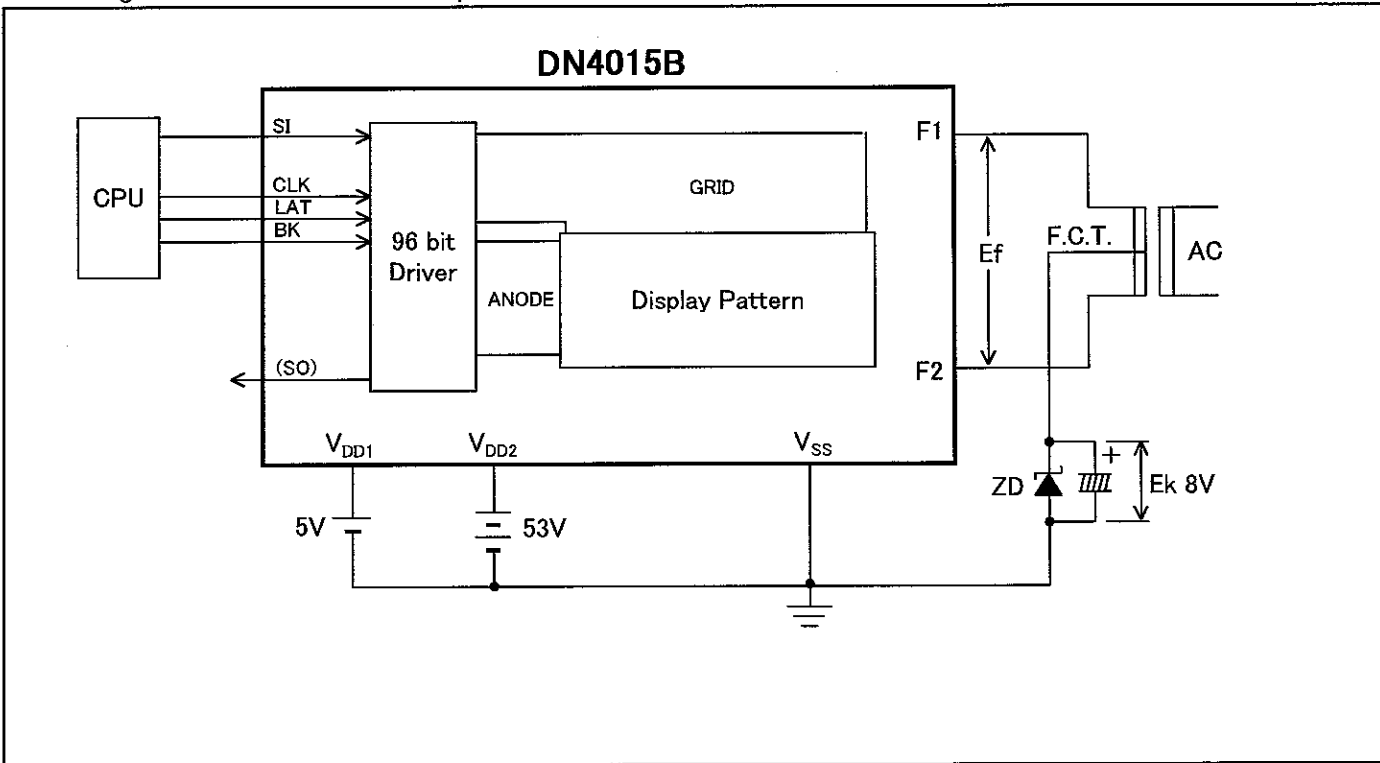 DN4015B
CPU
SI
CLK
LAT
BK
(SO)
96 bit
Driver
GRID
ANODE
Display Pattern
F1
F2
Ef
F.C.T.
AC
VDD1
VDD2
VSS
5V
53V
ZD
+
Ek 8V